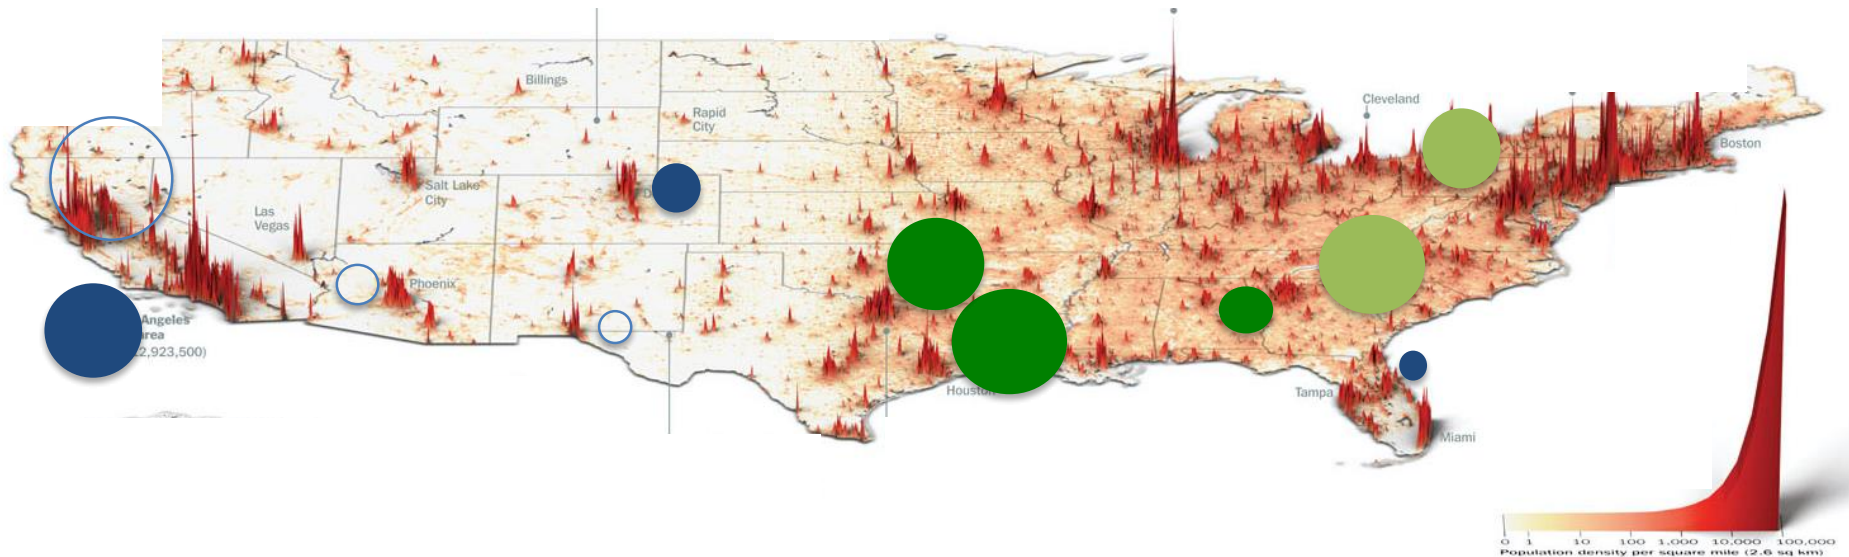 Billings
Rapid
City
Cleveland
Boston
Salt Lake
City
Las
Vegas
Phoenix
Angeles
2,923,500)
Houston
Tampa
Miami
0 1 10 100 1,000 10,000 100,000
Population density per square mile (2.6 sq km)